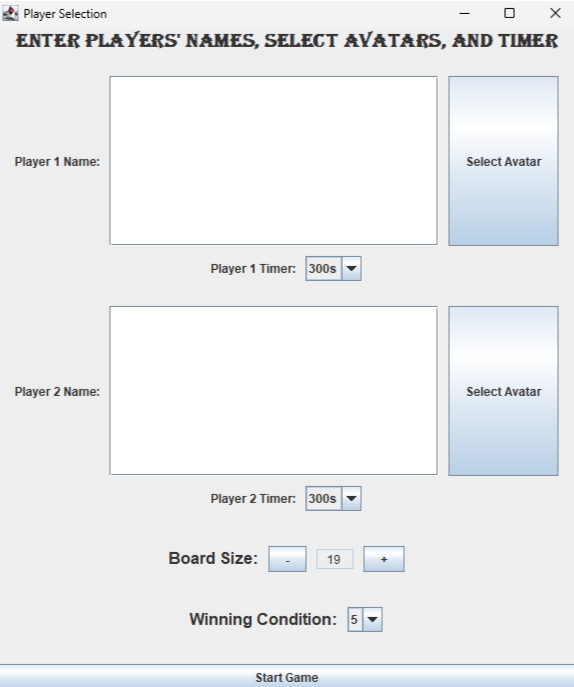 Player Selection
ENTER PLAYERS' NAMES, SELECT AVATARS, AND TIMER
Player 1 Name:
Select Avatar
Player 1 Timer: 300s
Player 2 Name:
Select Avatar
Player 2 Timer: 300s
Board Size: - 19 +
Winning Condition: 5
Start Game